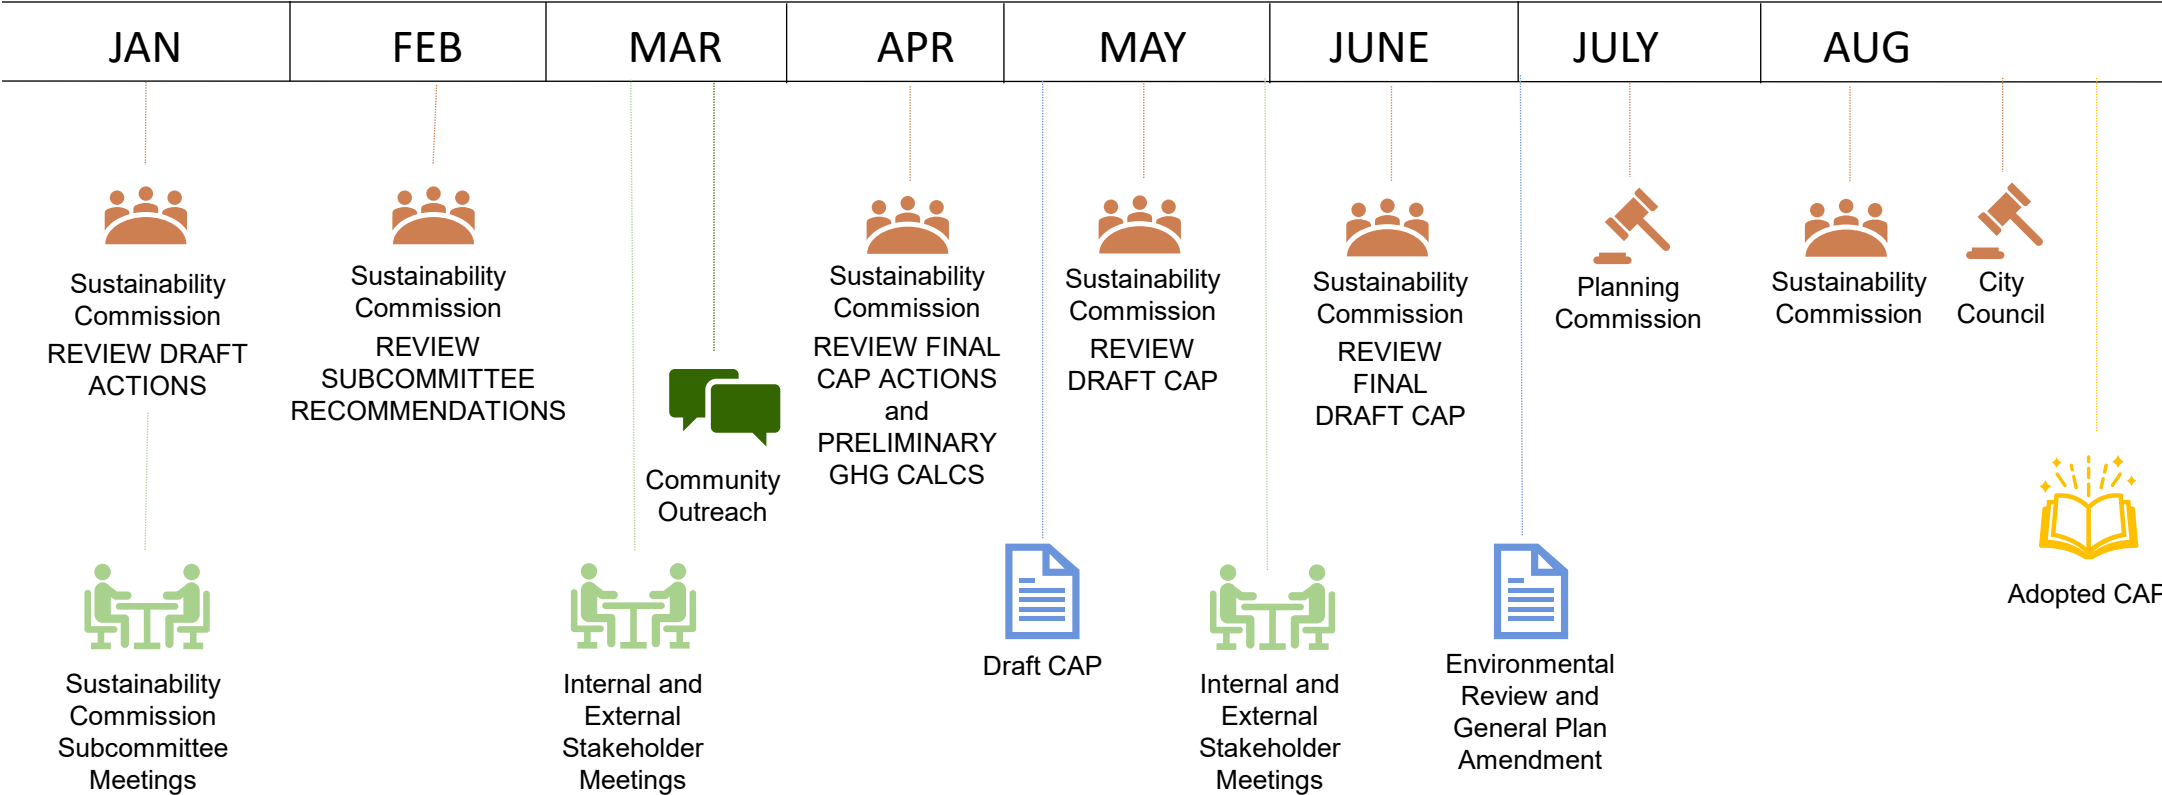 JAN
FEB
MAR
APR
MAY
JUNE
JULY
AUG
Sustainability
Commission
REVIEW DRAFT
ACTIONS
Sustainability
Commission
REVIEW
SUBCOMMITTEE
RECOMMENDATIONS
Community
Outreach
Sustainability
Commission
REVIEW FINAL
CAP ACTIONS
and
PRELIMINARY
GHG CALCS
Sustainability
Commission
REVIEW
DRAFT CAP
Sustainability
Commission
REVIEW
FINAL
DRAFT CAP
Planning
Commission
Sustainability
Commission
City
Council
Adopted CAP
Sustainability
Commission
Subcommittee
Meetings
Internal and
External
Stakeholder
Meetings
Draft CAP
Internal and
External
Stakeholder
Meetings
Environmental
Review and
General Plan
Amendment